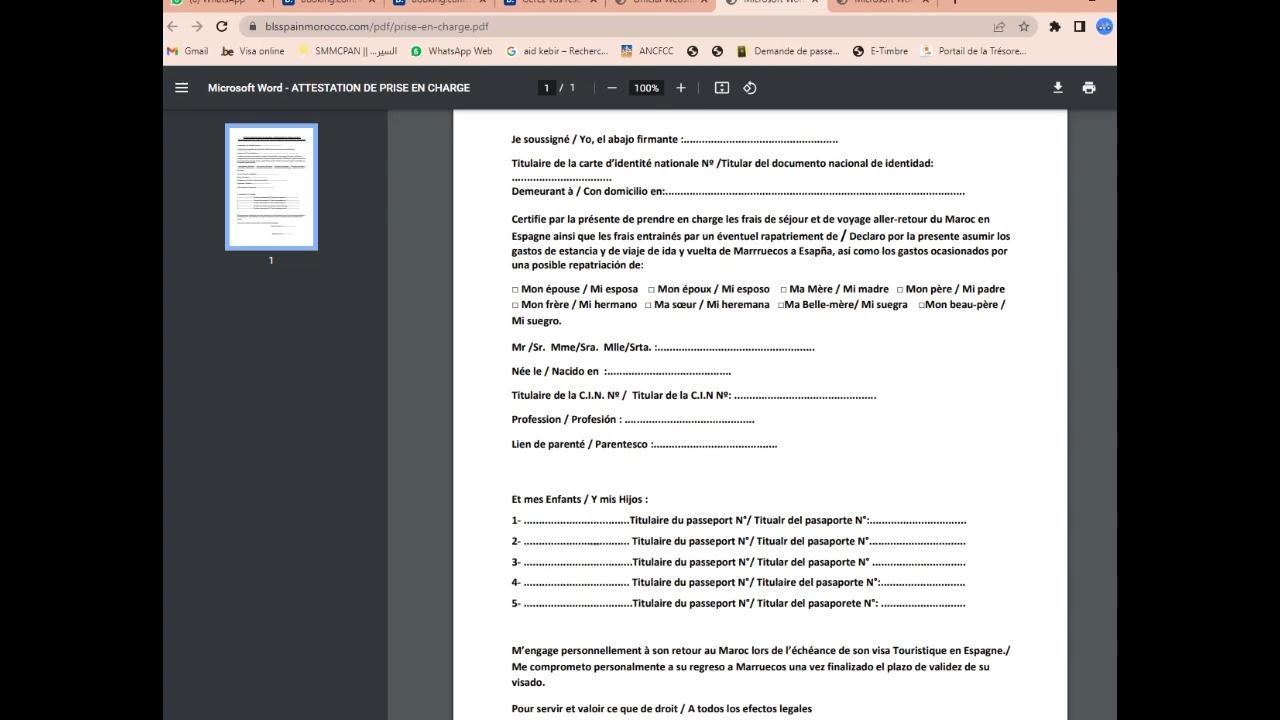 (0) WhatsApp
blsspainmorocco.com/pdf/prise-en-charge.pdf
Gmail Visa online SMMCPAN || السير... WhatsApp Web aid kebir – Recherc... ANCFCC Demande de passe... E-Timbre Portail de la Trésore...
Microsoft Word - ATTESTATION DE PRISE EN CHARGE 1 / 1 — 100% +
1
Je soussigné / Yo, el abajo firmante :...................................................
Titulaire de la carte d'identité nationale Nº /Titular del documento nacional de identidad:
.................................
Demeurant à / Con domicilio en:...................................................................................................
Certifie par la présente de prendre en charge les frais de séjour et de voyage aller-retour du Maroc en
Espagne ainsi que les frais entrainés par un éventuel rapatriement de / Declaro por la presente asumir los
gastos de estancia y de viaje de ida y vuelta de Marrruecos a Esapña, así como los gastos ocasionados por
una posible repatriación de:
□ Mon épouse / Mi esposa □ Mon époux / Mi esposo □ Ma Mère / Mi madre □ Mon père / Mi padre
□ Mon frère / Mi hermano □ Ma sœur / Mi heremana □Ma Belle-mère/ Mi suegra □Mon beau-père /
Mi suegro.
Mr /Sr. Mme/Sra. Mlle/Srta. :....................................................
Née le / Nacido en :.........................................
Titulaire de la C.I.N. Nº / Titular de la C.I.N Nº: ...............................................
Profession / Profesión : ...........................................
Lien de parenté / Parentesco :.........................................
Et mes Enfants / Y mis Hijos :
1- ...................................Titulaire du passeport N°/ Titualr del pasaporte N°:................................
2- ................................... Titulaire du passeport N°/ Titualr del pasaporte N°................................
3- ....................................Titulaire du passeport N°/ Titular del pasaporte N° ...............................
4- ................................... Titulaire du passeport N°/ Titulaire del pasaporte N°:............................
5- ....................................Titulaire du passeport N°/ Titular del pasaporete N°: ............................
M'engage personnellement à son retour au Maroc lors de l'échéance de son visa Touristique en Espagne./
Me comprometo personalmente a su regreso a Marruecos una vez finalizado el plazo de validez de su
visado.
Pour servir et valoir ce que de droit / A todos los efectos legales